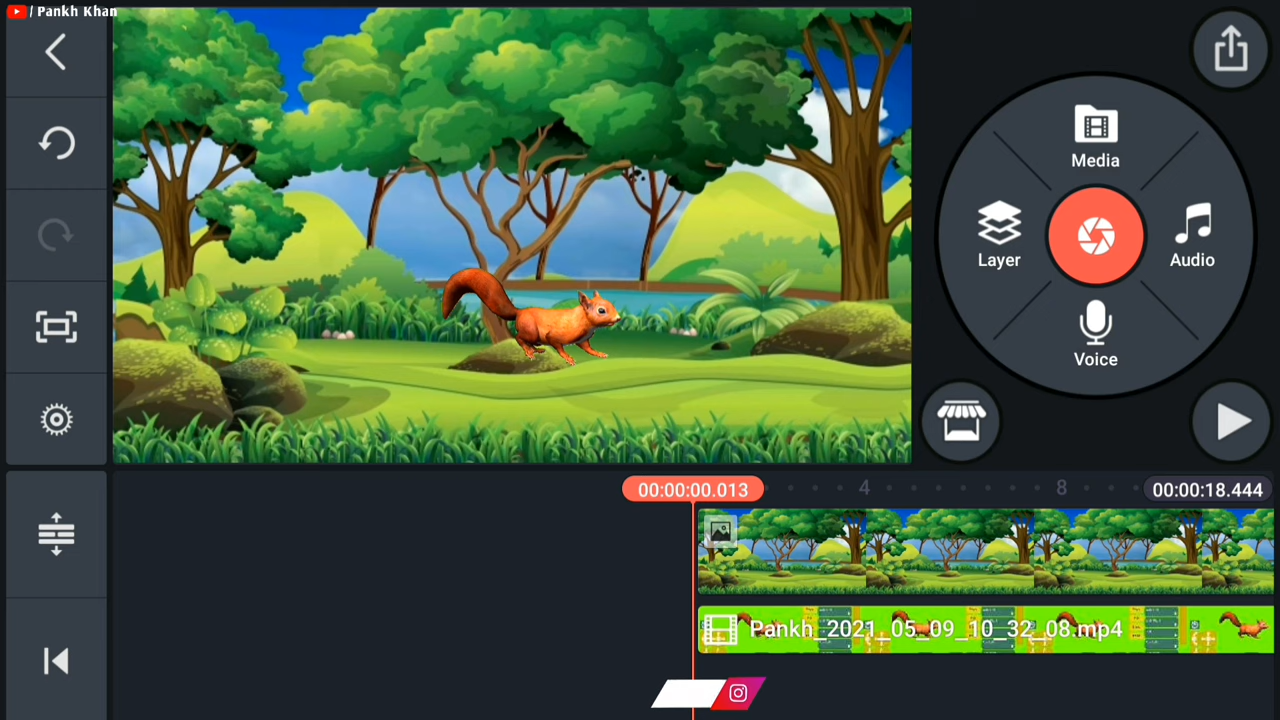 / Pankh Khan
Media
Layer
Audio
Voice
00:00:00.013
4
8
00:00:18.444
Pankh_2021_05_09_10_32_08.mp4